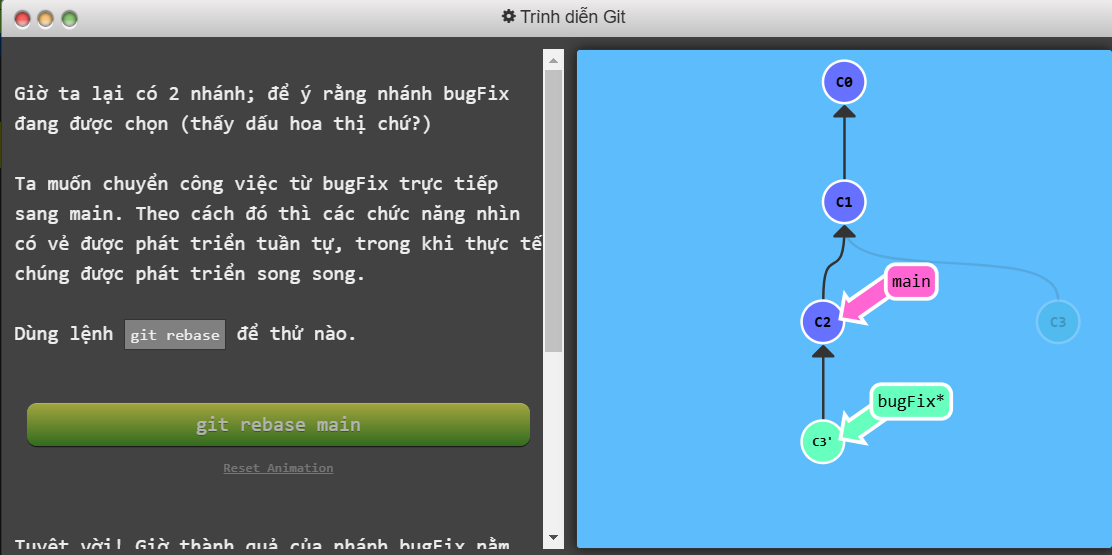 Trình diễn Git
Giờ ta lại có 2 nhánh; để ý rằng nhánh bugFix
đang được chọn (thấy dấu hoa thị chứ?)
Ta muốn chuyển công việc từ bugFix trực tiếp
sang main. Theo cách đó thì các chức năng nhìn
có vẻ được phát triển tuần tự, trong khi thực tế
chúng được phát triển song song.
Dùng lệnh git rebase để thử nào.
git rebase main
Reset Animation
Tuyệt vời! Giờ thành quả của nhánh bugFix nằm
C0
C1
main
C2
C3
bugFix*
C3'